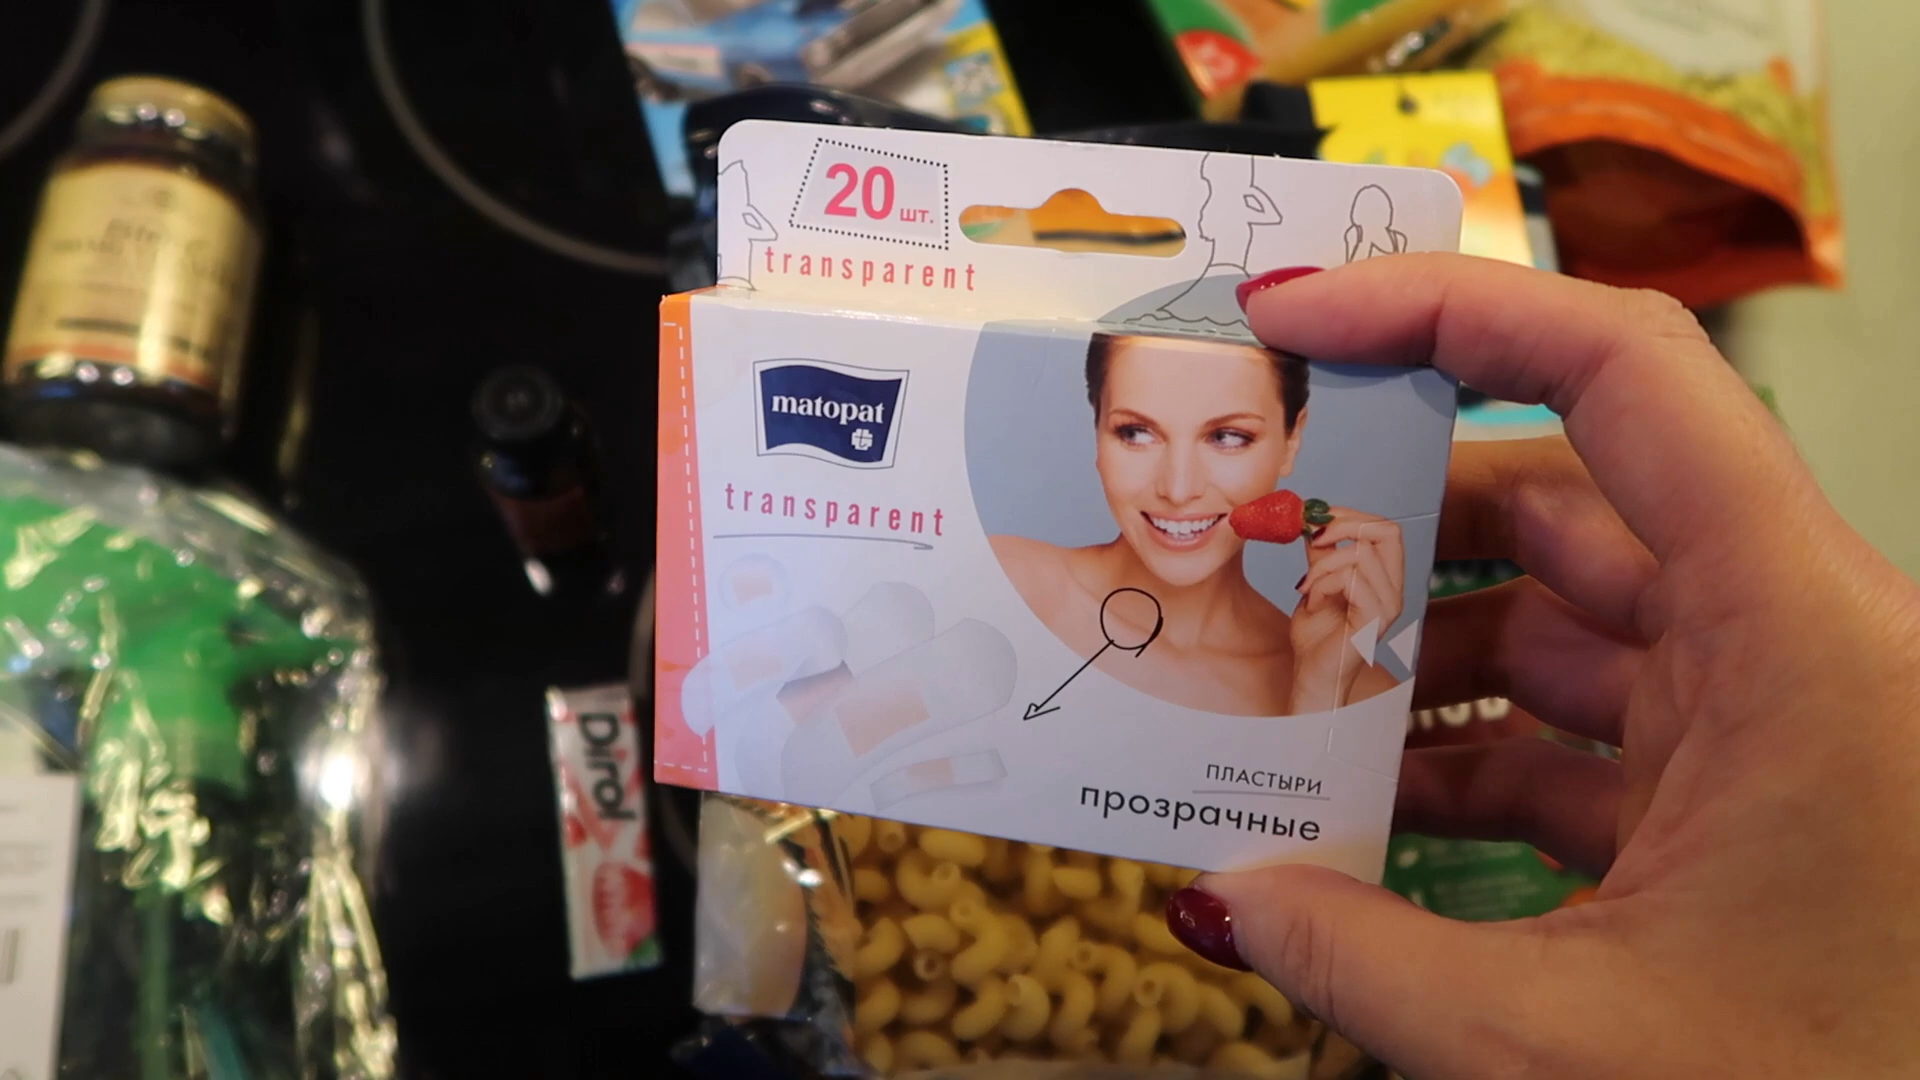 20 шт.
transparent
matopat
transparent
ПЛАСТЫРИ
прозрачные
Dirol